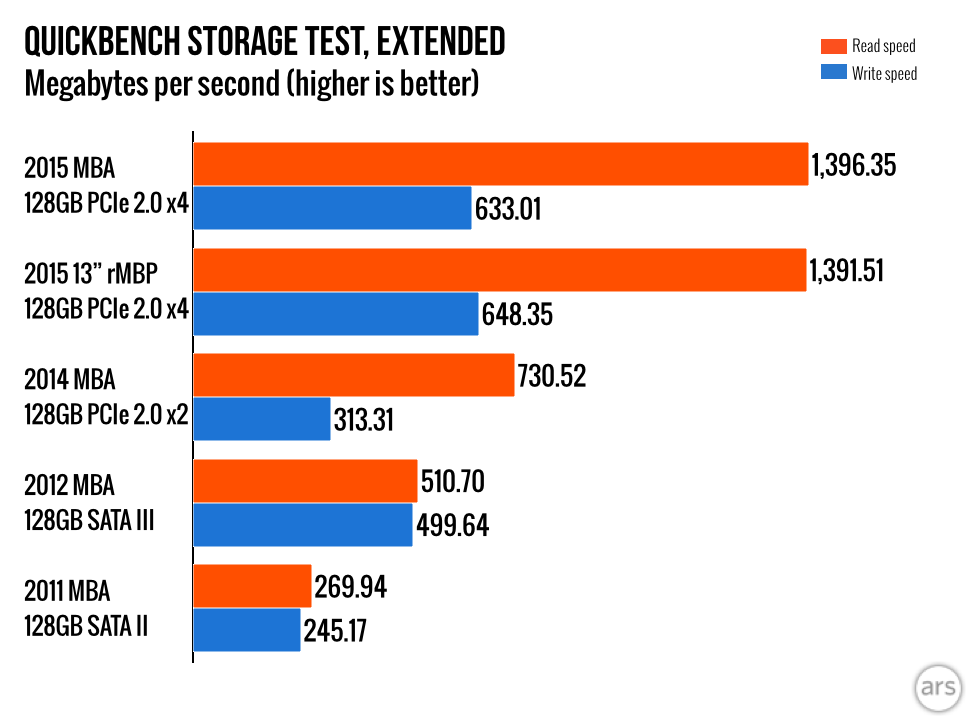 QUICKBENCH STORAGE TEST, EXTENDED
Megabytes per second (higher is better)
Read speed
Write speed
2015 MBA
128GB PCIe 2.0 x4
1,396.35
633.01
2015 13” rMBP
128GB PCIe 2.0 x4
1,391.51
648.35
2014 MBA
128GB PCIe 2.0 x2
730.52
313.31
2012 MBA
128GB SATA III
510.70
499.64
2011 MBA
128GB SATA II
269.94
245.17
ars